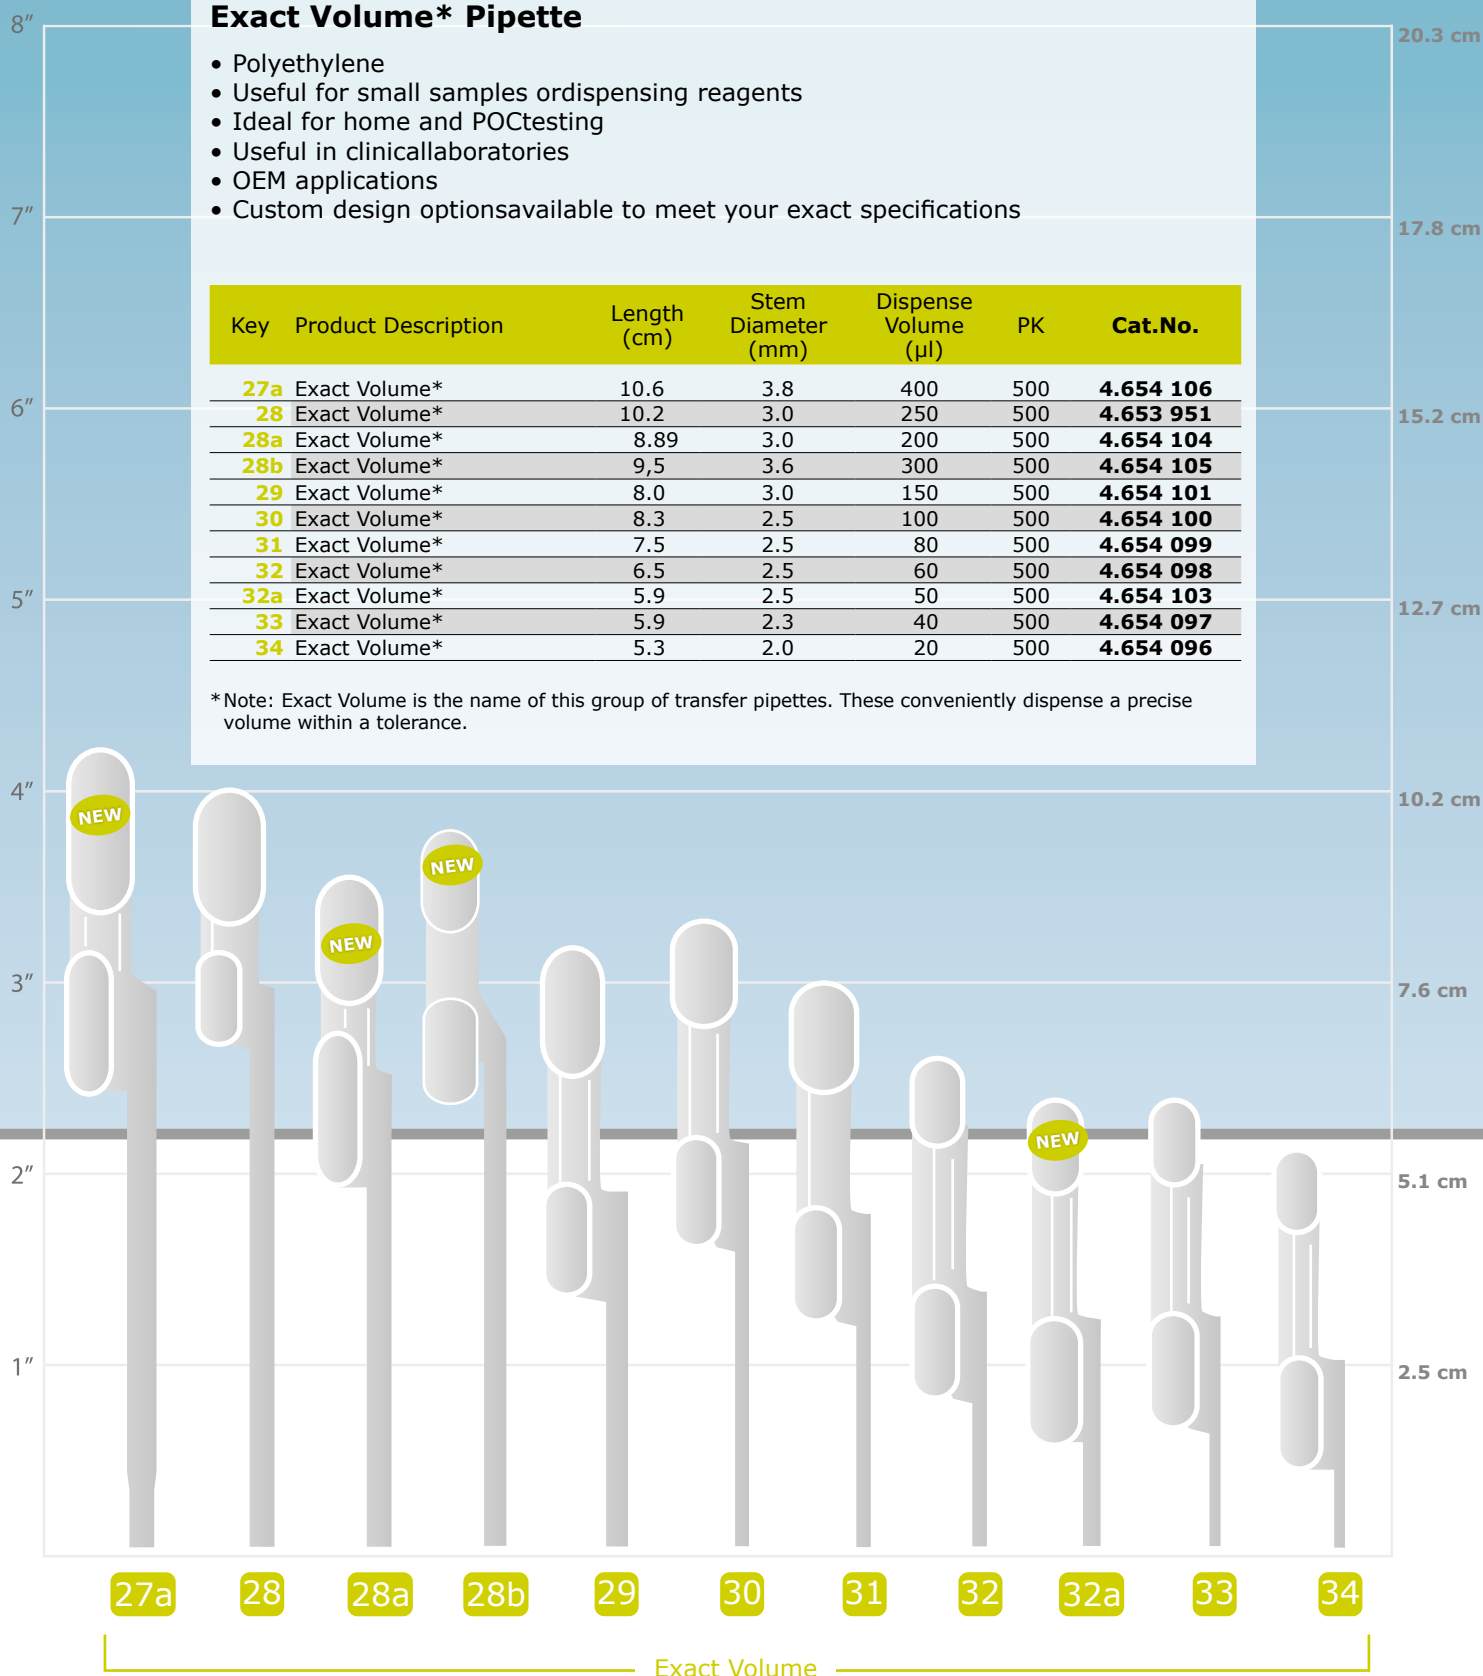 Exact Volume* Pipette
• Polyethylene
• Useful for small samples ordispensing reagents
• Ideal for home and POCtesting
• Useful in clinicallaboratories
• OEM applications
• Custom design optionsavailable to meet your exact specifications
Key Product Description Length (cm) Stem Diameter (mm) Dispense Volume (µl) PK Cat.No.
27a Exact Volume* 10.6 3.8 400 500 4.654 106
28 Exact Volume* 10.2 3.0 250 500 4.653 951
28a Exact Volume* 8.89 3.0 200 500 4.654 104
28b Exact Volume* 9,5 3.6 300 500 4.654 105
29 Exact Volume* 8.0 3.0 150 500 4.654 101
30 Exact Volume* 8.3 2.5 100 500 4.654 100
31 Exact Volume* 7.5 2.5 80 500 4.654 099
32 Exact Volume* 6.5 2.5 60 500 4.654 098
32a Exact Volume* 5.9 2.5 50 500 4.654 103
33 Exact Volume* 5.9 2.3 40 500 4.654 097
34 Exact Volume* 5.3 2.0 20 500 4.654 096
*Note: Exact Volume is the name of this group of transfer pipettes. These conveniently dispense a precise
volume within a tolerance.
8″ 20.3 cm
7″ 17.8 cm
6″ 15.2 cm
5″ 12.7 cm
4″ 10.2 cm
NEW
NEW
NEW
3″ 7.6 cm
NEW
2″ 5.1 cm
1″ 2.5 cm
27a 28 28a 28b 29 30 31 32 32a 33 34
Exact Volume